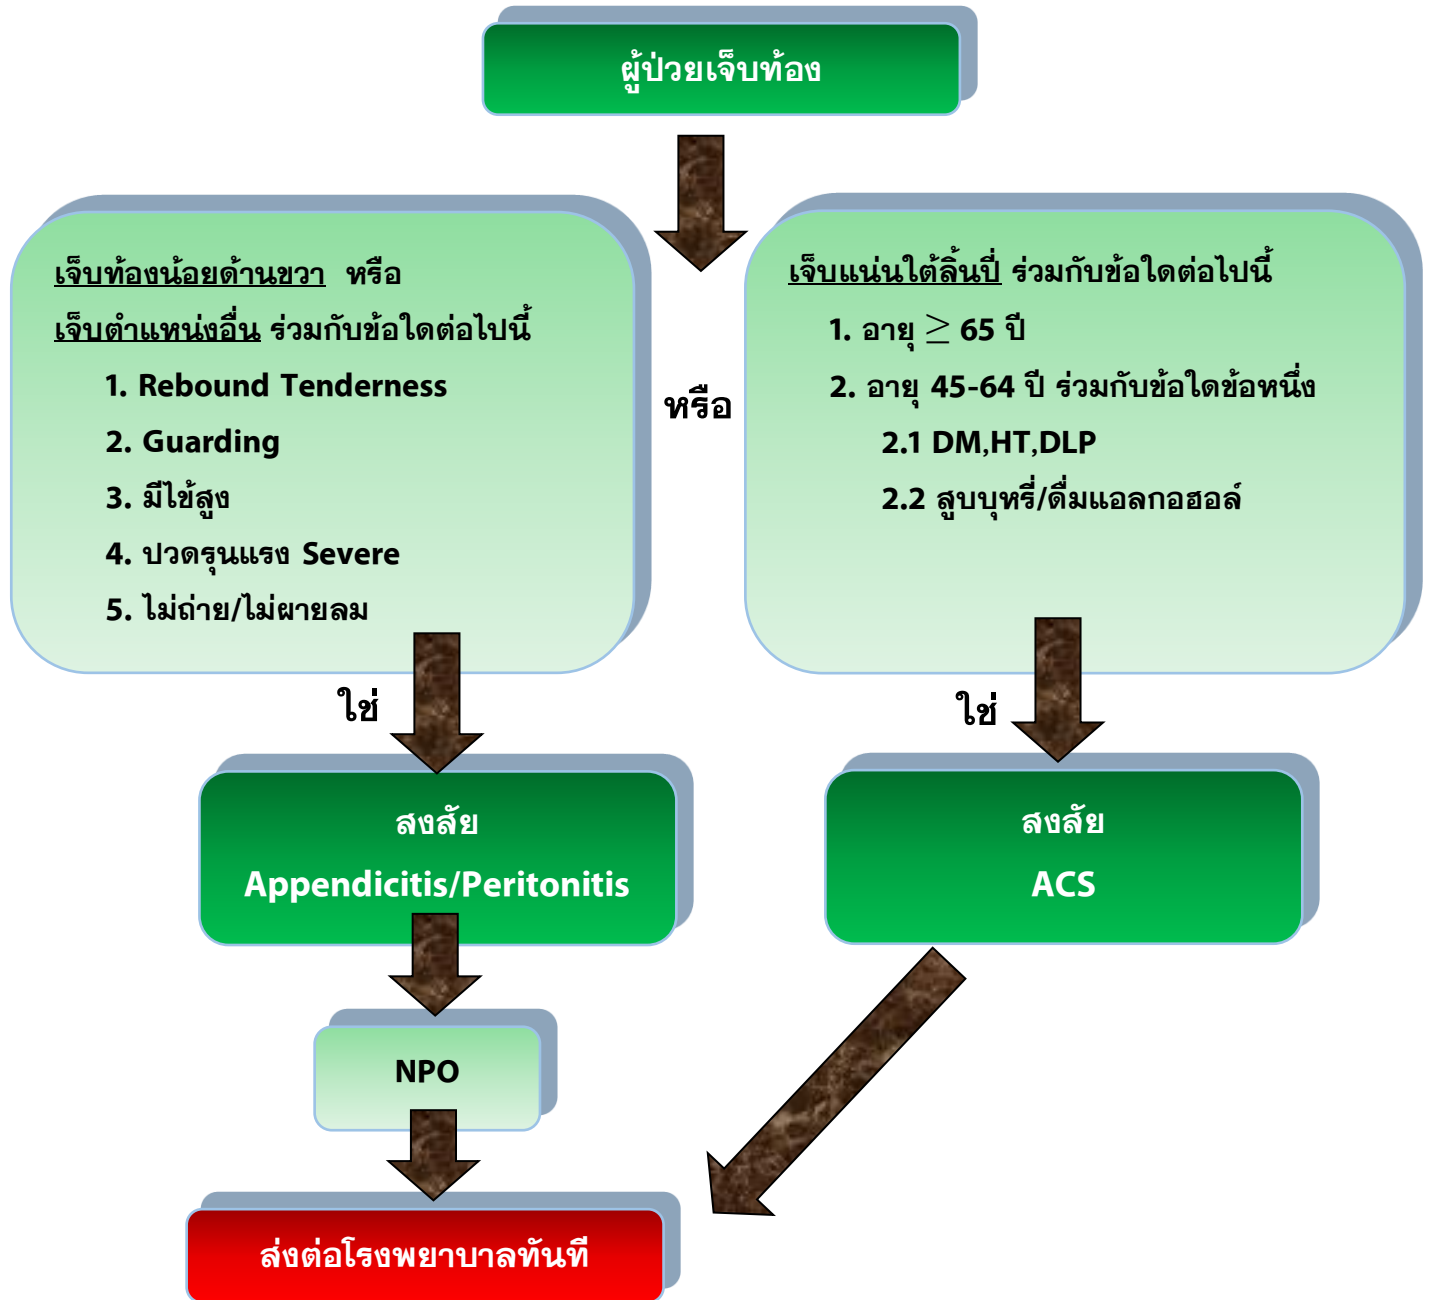 ผู้ป่วยเจ็บท้อง
เจ็บท้องน้อยด้านขวา หรือ
เจ็บตำแหน่งอื่น ร่วมกับข้อใดต่อไปนี้
1. Rebound Tenderness
2. Guarding
3. มีไข้สูง
4. ปวดรุนแรง Severe
5. ไม่ถ่าย/ไม่ผายลม
หรือ
เจ็บแน่นใต้ลิ้นปี่ ร่วมกับข้อใดต่อไปนี้
1. อายุ ≥ 65 ปี
2. อายุ 45-64 ปี ร่วมกับข้อใดข้อหนึ่ง
2.1 DM,HT,DLP
2.2 สูบบุหรี่/ดื่มแอลกอฮอล์
ใช่
ใช่
สงสัย
Appendicitis/Peritonitis
สงสัย
ACS
NPO
ส่งต่อโรงพยาบาลทันที